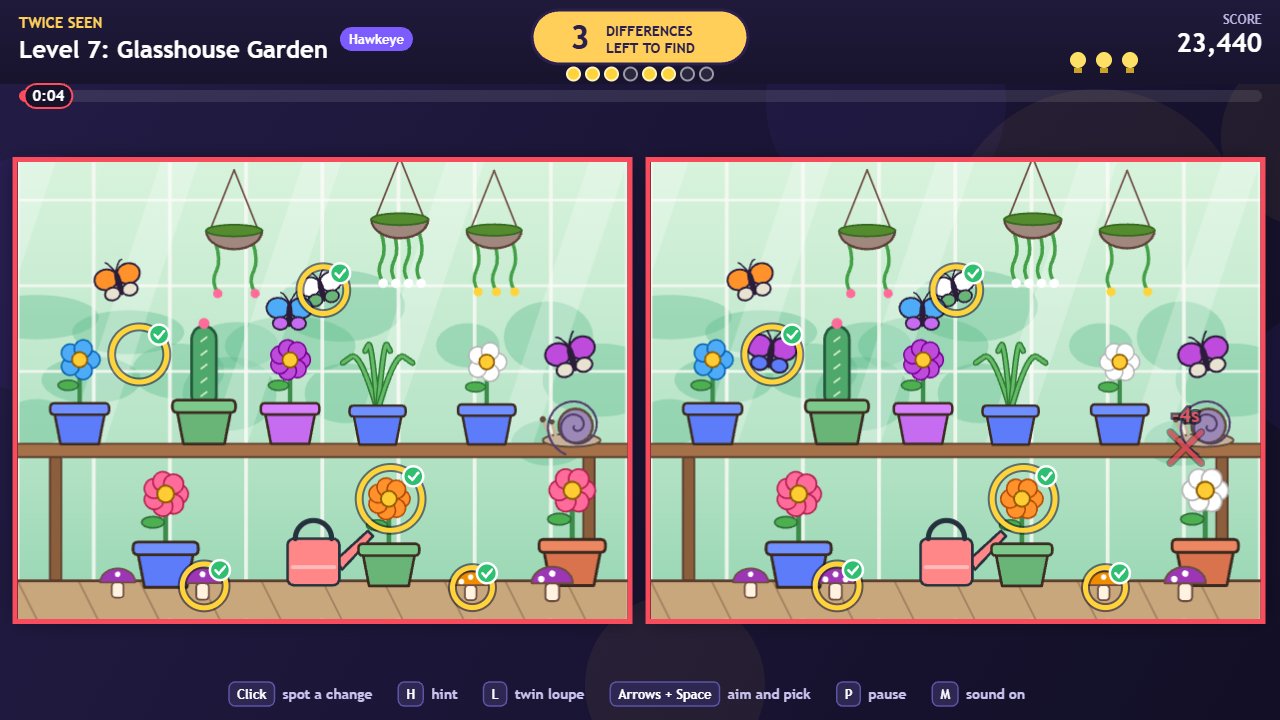 TWICE SEEN
Level 7: Glasshouse Garden
Hawkeye
3
DIFFERENCES
LEFT TO FIND
SCORE
23,440
0:04
-4s
Click spot a change
H hint
L twin loupe
Arrows + Space aim and pick
P pause
M sound on